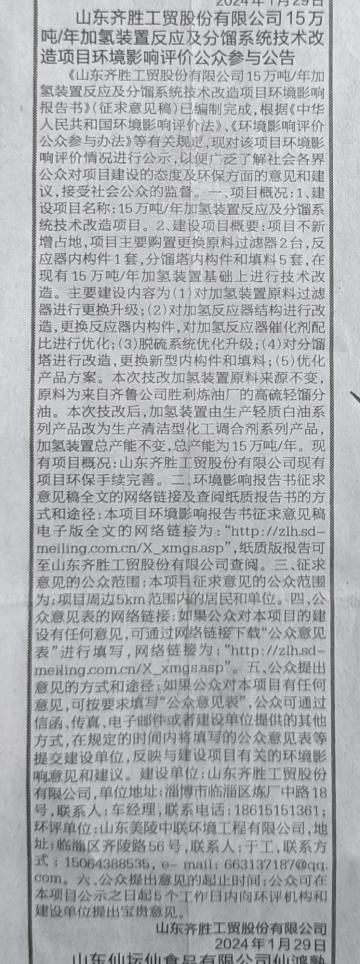 2024年1月29日
山东齐胜工贸股份有限公司15万
吨/年加氢装置反应及分馏系统技术改
造项目环境影响评价公众参与公告
《山东齐胜工贸股份有限公司15万吨/年加
氢装置反应及分馏系统技术改造项目环境影响
报告书》(征求意见稿)已编制完成,根据《中华
人民共和国环境影响评价法》、《环境影响评价
公众参与办法》等有关规定,现对该项目环境影
响评价情况进行公示,以便广泛了解社会各界
公众对项目建设的态度及环保方面的意见和建
议,接受社会公众的监督。一、项目概况:1、建
设项目名称:15万吨/年加氢装置反应及分馏系
统技术改造项目。2、建设项目概要:项目不新
增占地,项目主要购置更换原料过滤器2台,反
应器内构件1套,分馏塔内构件和填料5套,在
现有15万吨/年加氢装置基础上进行技术改
造。主要建设内容为(1)对加氢装置原料过滤
器进行更换升级;(2)对加氢反应器结构进行改
造,更换反应器内构件,对加氢反应器催化剂配
比进行优化;(3)脱硫系统优化升级;(4)对分馏
塔进行改造,更换新型内构件和填料;(5)优化
产品方案。本次技改加氢装置原料来源不变,
原料为来自齐鲁公司胜利炼油厂的高硫轻馏分
油。本次技改后,加氢装置由生产轻质白油系
列产品改为生产清洁型化工调合剂系列产品,
加氢装置总产能不变,总产能为15万吨/年。现
有项目概况:山东齐胜工贸股份有限公司现有
项目环保手续完善。二、环境影响报告书征求
意见稿全文的网络链接及查阅纸质报告书的方
式和途径:本项目环境影响报告书征求意见稿
电子版全文的网络链接为:“http://zlh.sd-
meiling.com.cn/X_xmgs.asp”,纸质版报告可
至山东齐胜工贸股份有限公司查阅。三、征求
意见的公众范围:本项目征求意见的公众范围
为:项目周边5km范围内的居民和单位。四、公
众意见表的网络链接:如果公众对本项目的建
设有任何意见,可通过网络链接下载“公众意见
表”进行填写,网络链接为:“http://zlh.sd-
meiling.com.cn/X_xmgs.asp”。五、公众提出
意见的方式和途径:如果公众对本项目有任何
意见,可按要求填写“公众意见表”,公众可通过
信函、传真、电子邮件或者建设单位提供的其他
方式,在规定的时间内将填写的公众意见表等
提交建设单位,反映与建设项目有关的环境影
响意见和建议。建设单位:山东齐胜工贸股份
有限公司,单位地址:淄博市临淄区炼厂中路18
号,联系人:车经理,联系电话:18615151361;
环评单位:山东美陵中联环境工程有限公司,地
址:临淄区齐陵路56号,联系人:于工,联系方
式:15064388535,e-mail:663137187@qq.
com。六、公众提出意见的起止时间:公众可在
本项目公示之日起5个工作日内向环评机构和
建设单位提出宝贵意见。
山东齐胜工贸股份有限公司
2024年1月29日
山东仙坛仙食品有限公司仙鸿熟